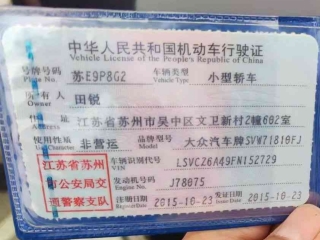 中华人民共和国机动车行驶证
Vehicle License of the People's Republic of China
号牌号码 苏E9P8G2 车辆类型 小型轿车
Plate No. Vehicle Type
所有人 田锐
Owner
江苏省苏州市吴中区文卫新村2幢602室
使用性质 非营运 品牌型号 大众汽车牌SVW71810FJ
江苏省苏州 车辆识别代号 LSVCZ6A49FN152729
VIN
市公安局交 发动机号码 J78075
Engine No.
通警察支队 注册日期 2015-10-23 发证日期 2015-10-23